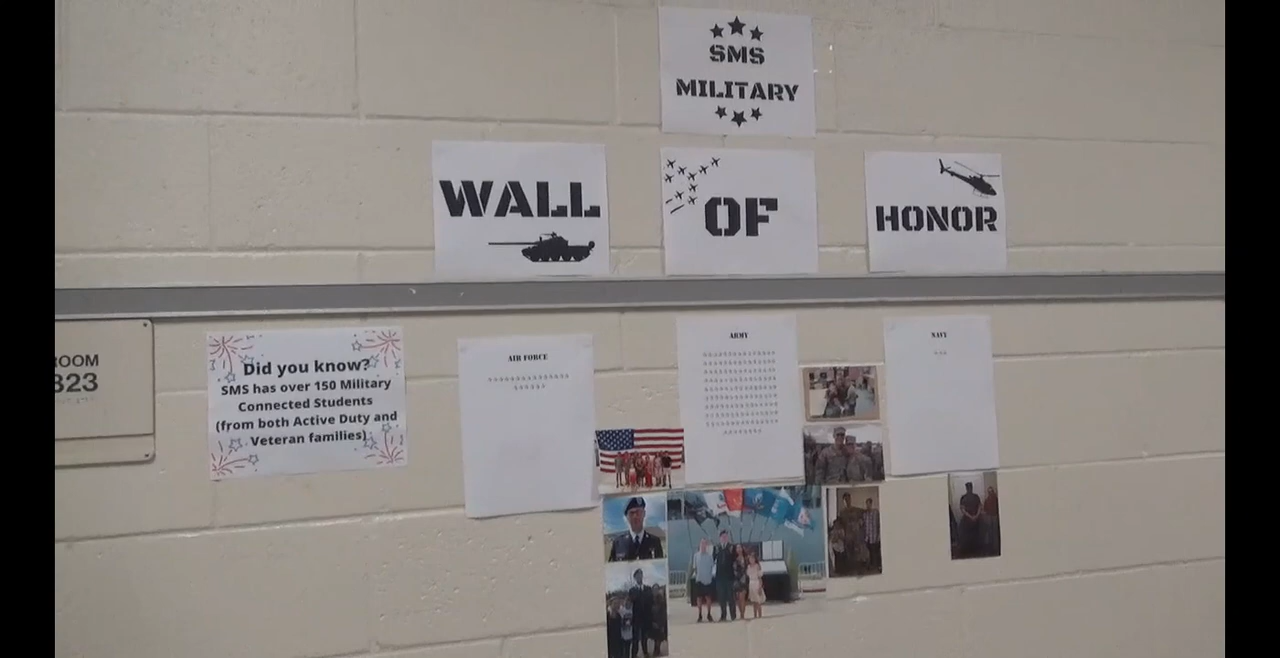 SMS
MILITARY
WALL
OF
HONOR
ROOM
323
Did you know?
SMS has over 150 Military
Connected Students
(from both Active Duty and
Veteran families)
AIR FORCE
ARMY
NAVY